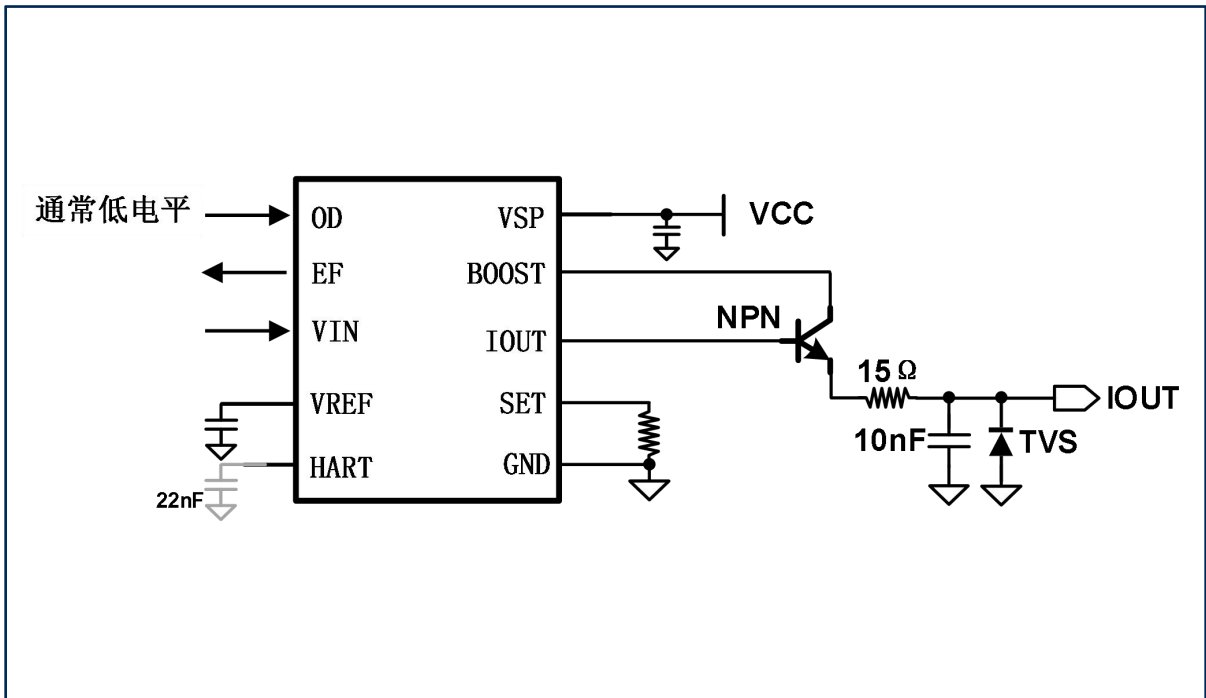 通常低电平
OD
EF
VIN
VREF
HART
22nF
VSP
BOOST
IOUT
SET
GND
VCC
NPN
15Ω
10nF
TVS
IOUT